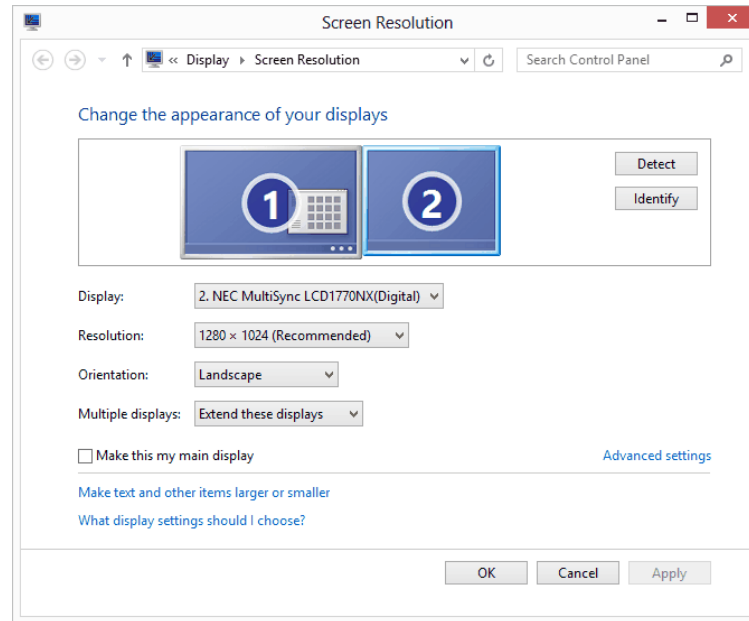 Screen Resolution
« Display ▸ Screen Resolution
Search Control Panel
Change the appearance of your displays
1
2
Detect
Identify
Display: 2. NEC MultiSync LCD1770NX(Digital)
Resolution: 1280 × 1024 (Recommended)
Orientation: Landscape
Multiple displays: Extend these displays
Make this my main display
Advanced settings
Make text and other items larger or smaller
What display settings should I choose?
OK Cancel Apply